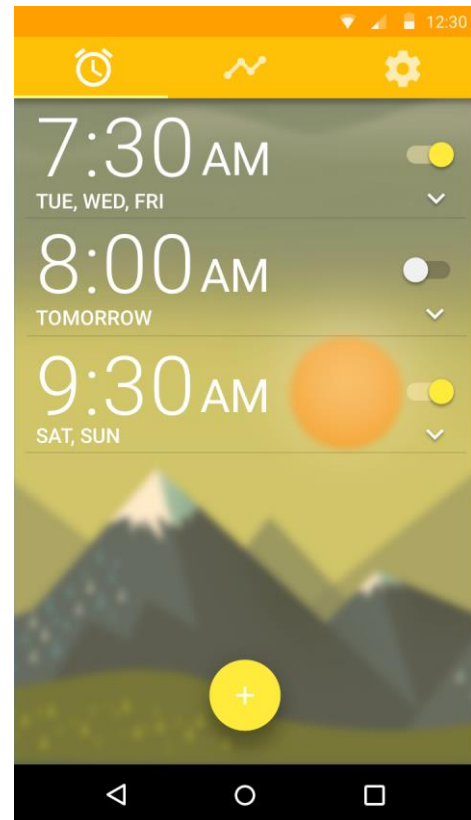 12:30
7:30 AM
TUE, WED, FRI
8:00 AM
TOMORROW
9:30 AM
SAT, SUN
+